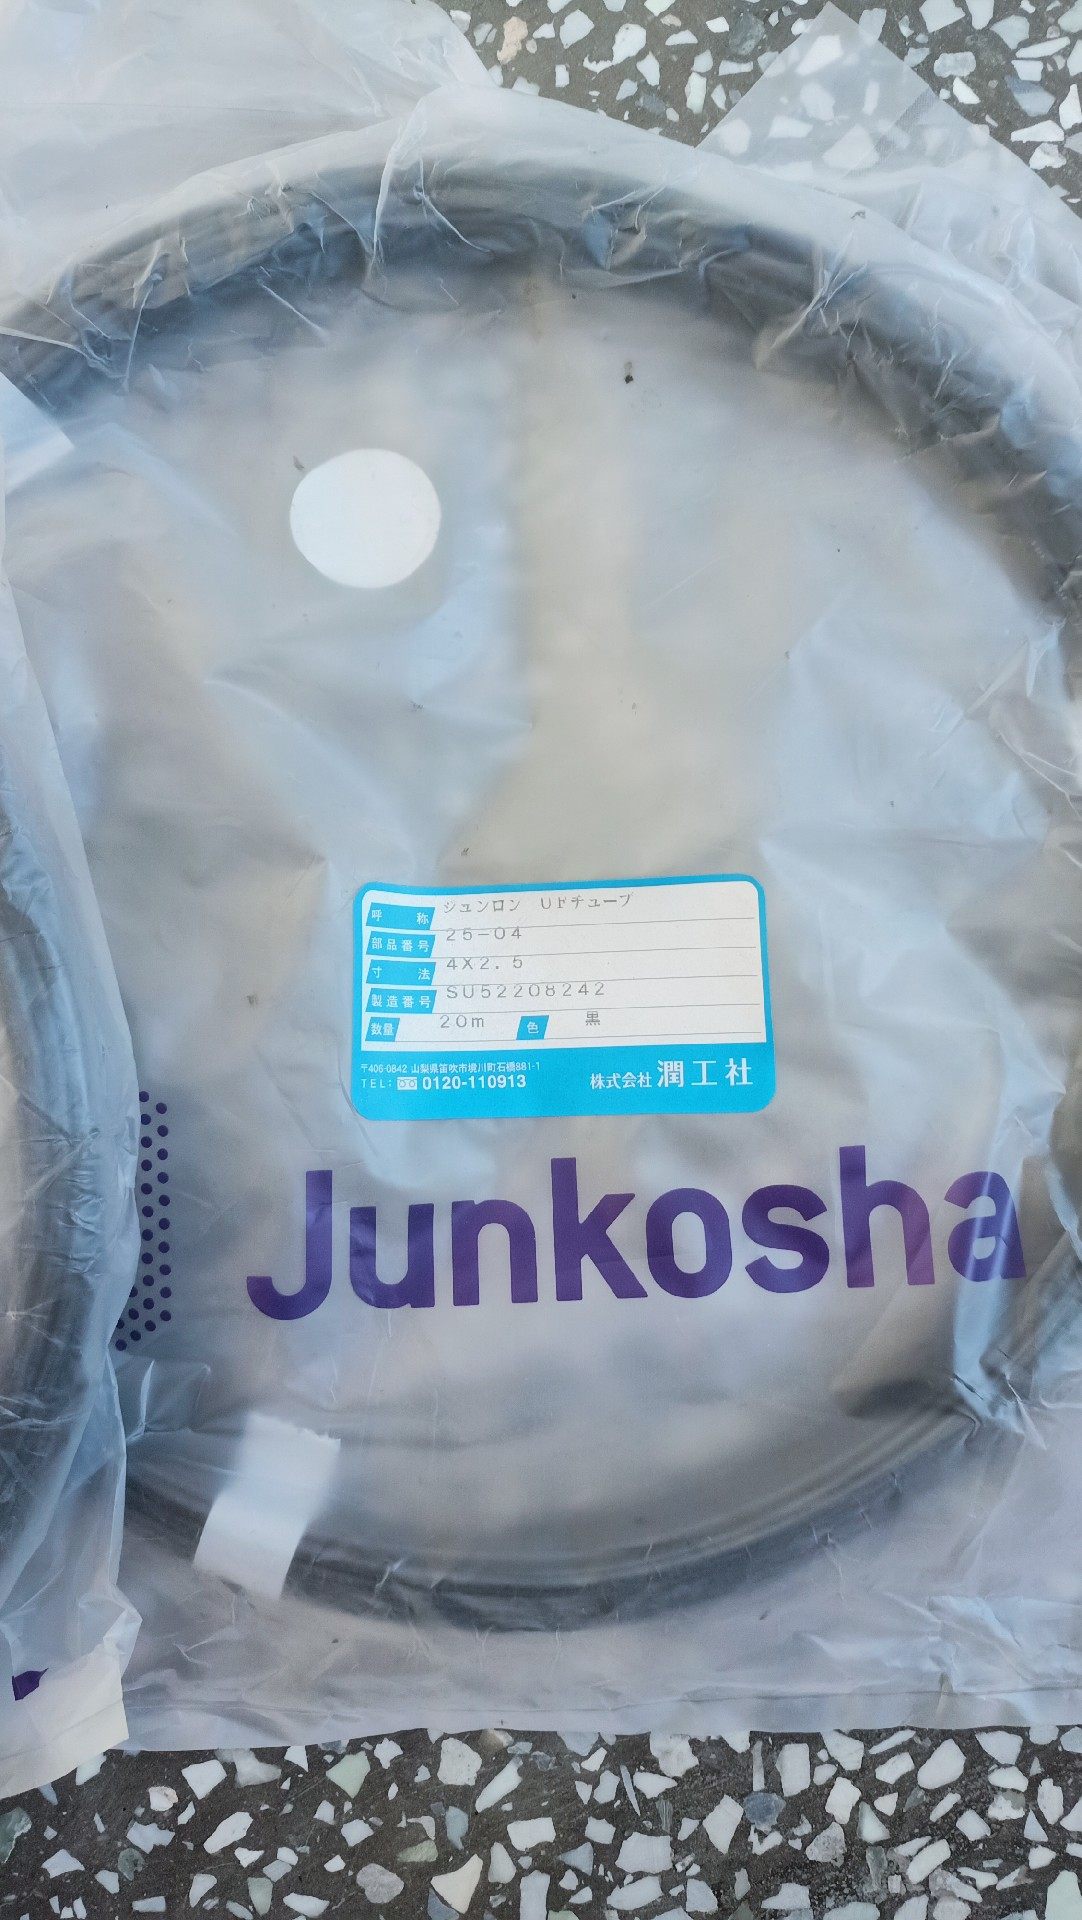 呼称 ジュンロン UFチューブ
部品番号 25-04
寸法 4X2.5
製造番号 SU52208242
数量 20m 色 黒
〒406-0842 山梨県笛吹市境川町石橋881-1
TEL: 0120-110913 株式会社 潤工社
Junkosha